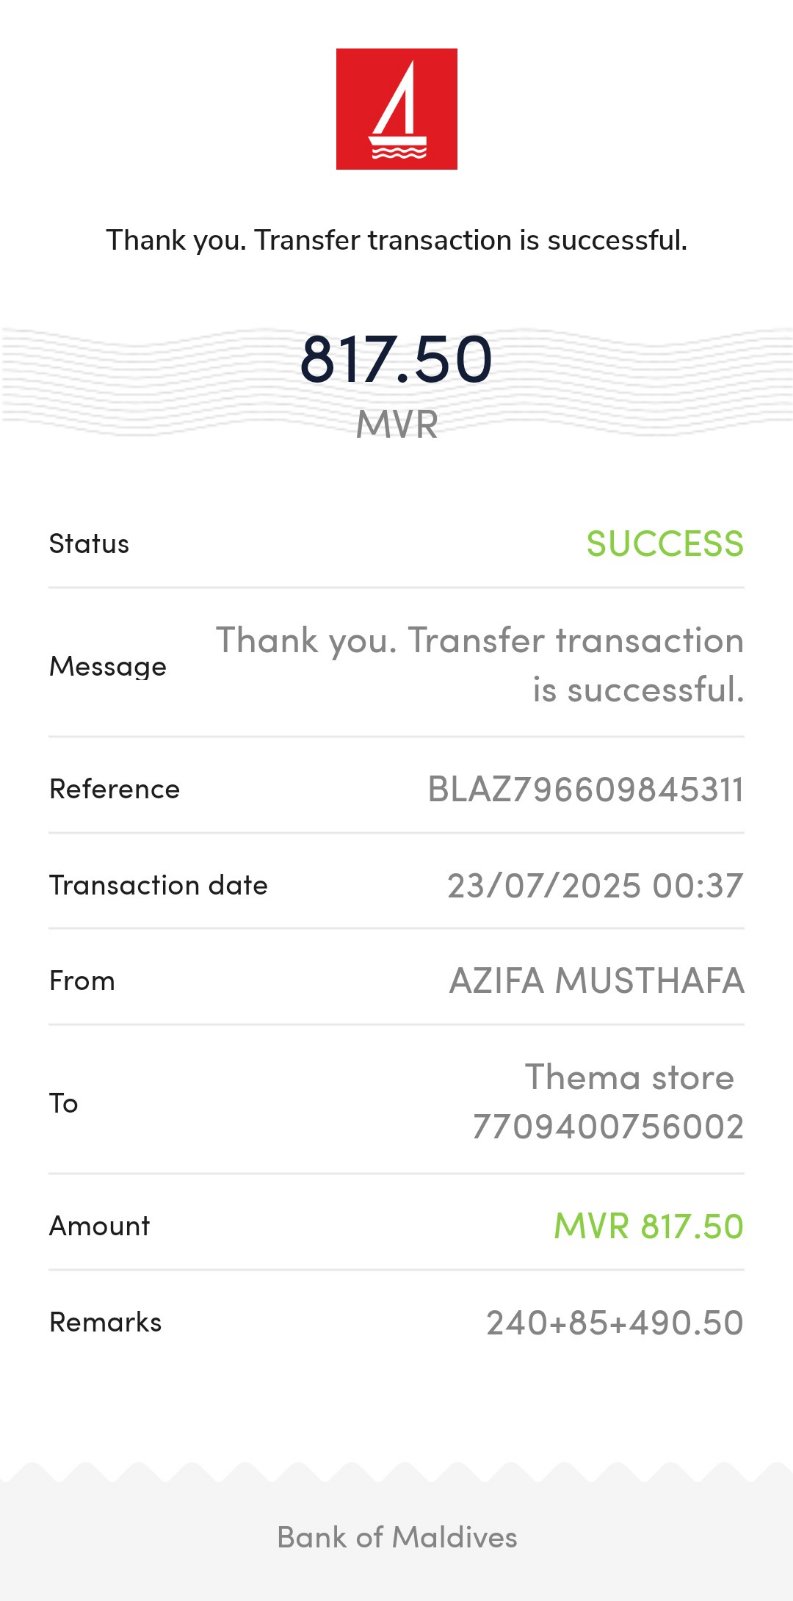 Thank you. Transfer transaction is successful.
817.50
MVR
Status SUCCESS
Message Thank you. Transfer transaction
is successful.
Reference BLAZ796609845311
Transaction date 23/07/2025 00:37
From AZIFA MUSTHAFA
To Thema store
7709400756002
Amount MVR 817.50
Remarks 240+85+490.50
Bank of Maldives